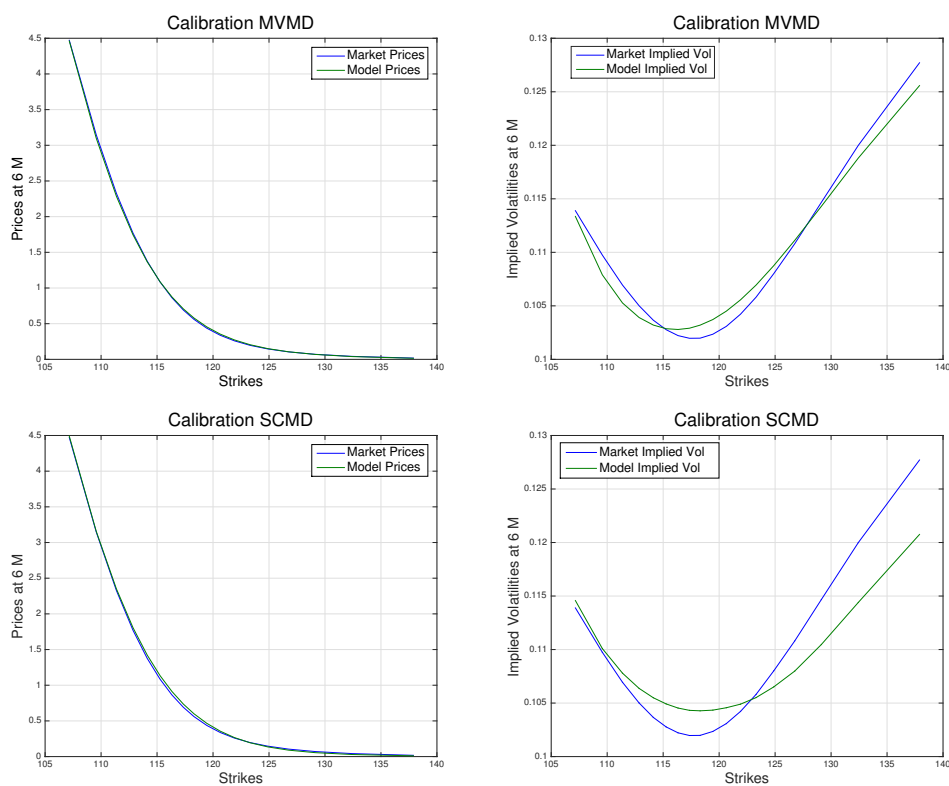 Calibration MVMD
4.5
4
3.5
3
2.5
2
1.5
1
0.5
0
Prices at 6 M
Market Prices
Model Prices
105 110 115 120 125 130 135 140
Strikes
Calibration MVMD
0.13
0.125
0.12
0.115
0.11
0.105
0.1
Implied Volatilities at 6 M
Market Implied Vol
Model Implied Vol
105 110 115 120 125 130 135 140
Strikes
Calibration SCMD
4.5
4
3.5
3
2.5
2
1.5
1
0.5
0
Prices at 6 M
Market Prices
Model Prices
105 110 115 120 125 130 135 140
Strikes
Calibration SCMD
0.13
0.125
0.12
0.115
0.11
0.105
0.1
Implied Volatilities at 6 M
Market Implied Vol
Model Implied Vol
105 110 115 120 125 130 135 140
Strikes